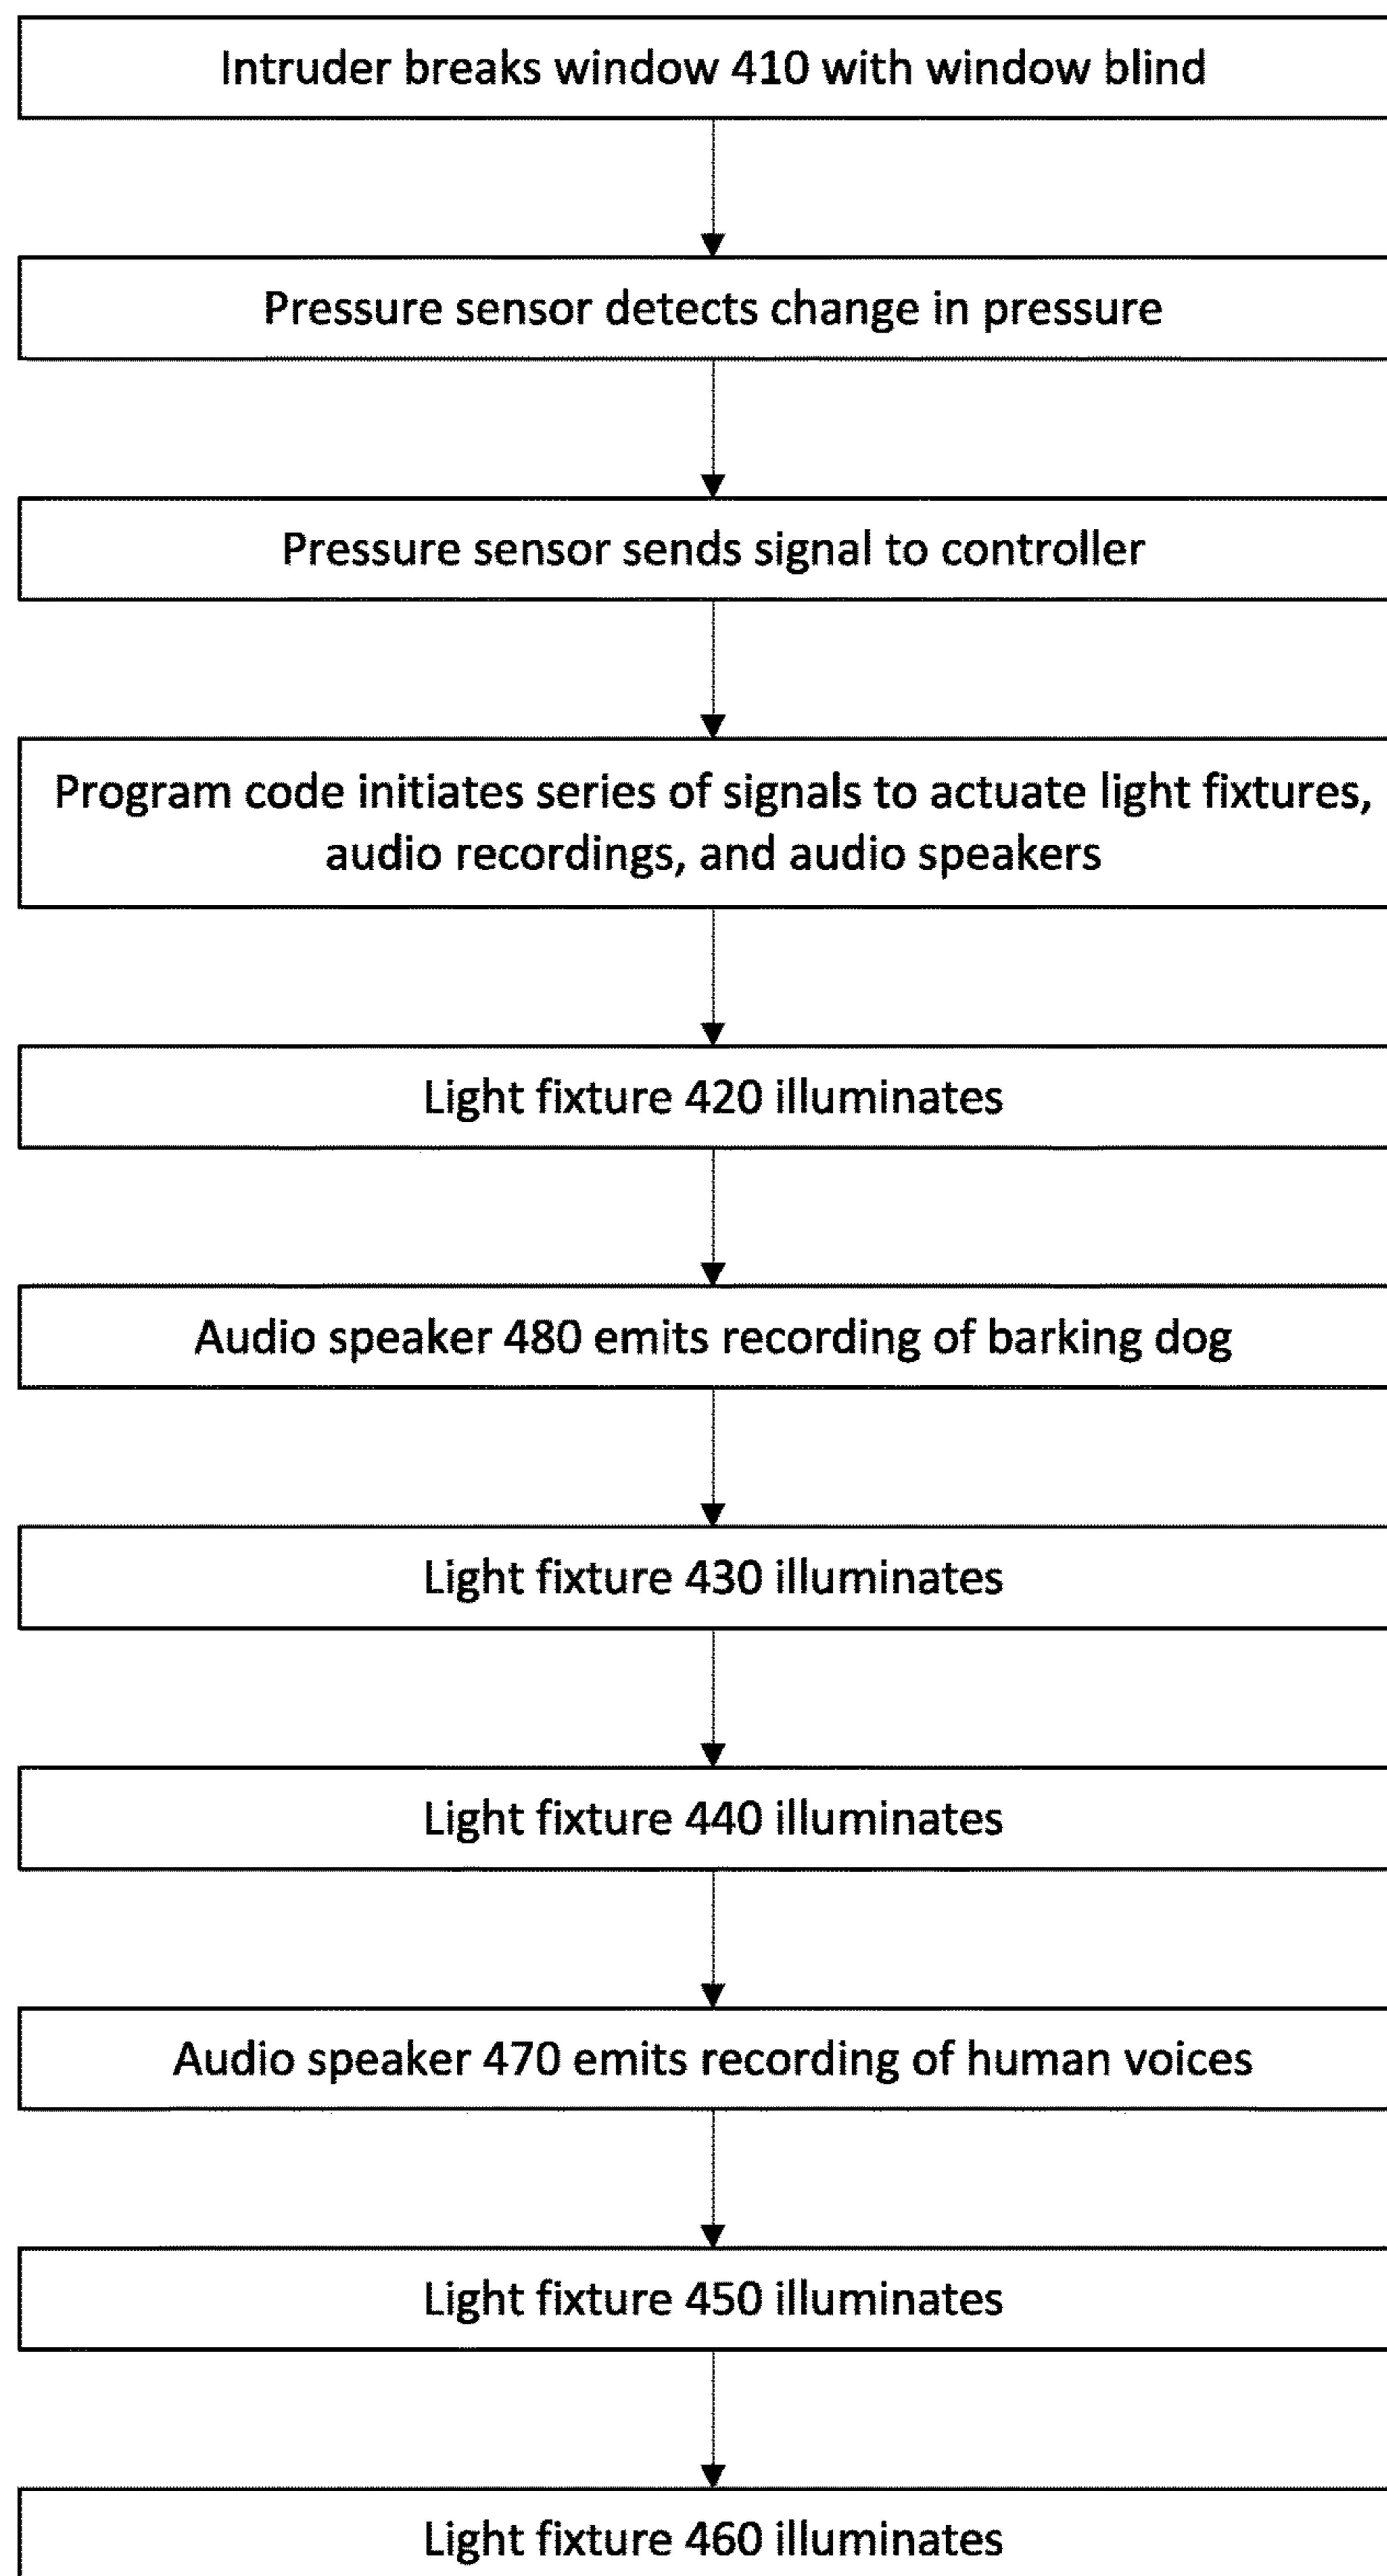 Intruder breaks window 410 with window blind
Pressure sensor detects change in pressure
Pressure sensor sends signal to controller
Program code initiates series of signals to actuate light fixtures,
audio recordings, and audio speakers
Light fixture 420 illuminates
Audio speaker 480 emits recording of barking dog
Light fixture 430 illuminates
Light fixture 440 illuminates
Audio speaker 470 emits recording of human voices
Light fixture 450 illuminates
Light fixture 460 illuminates